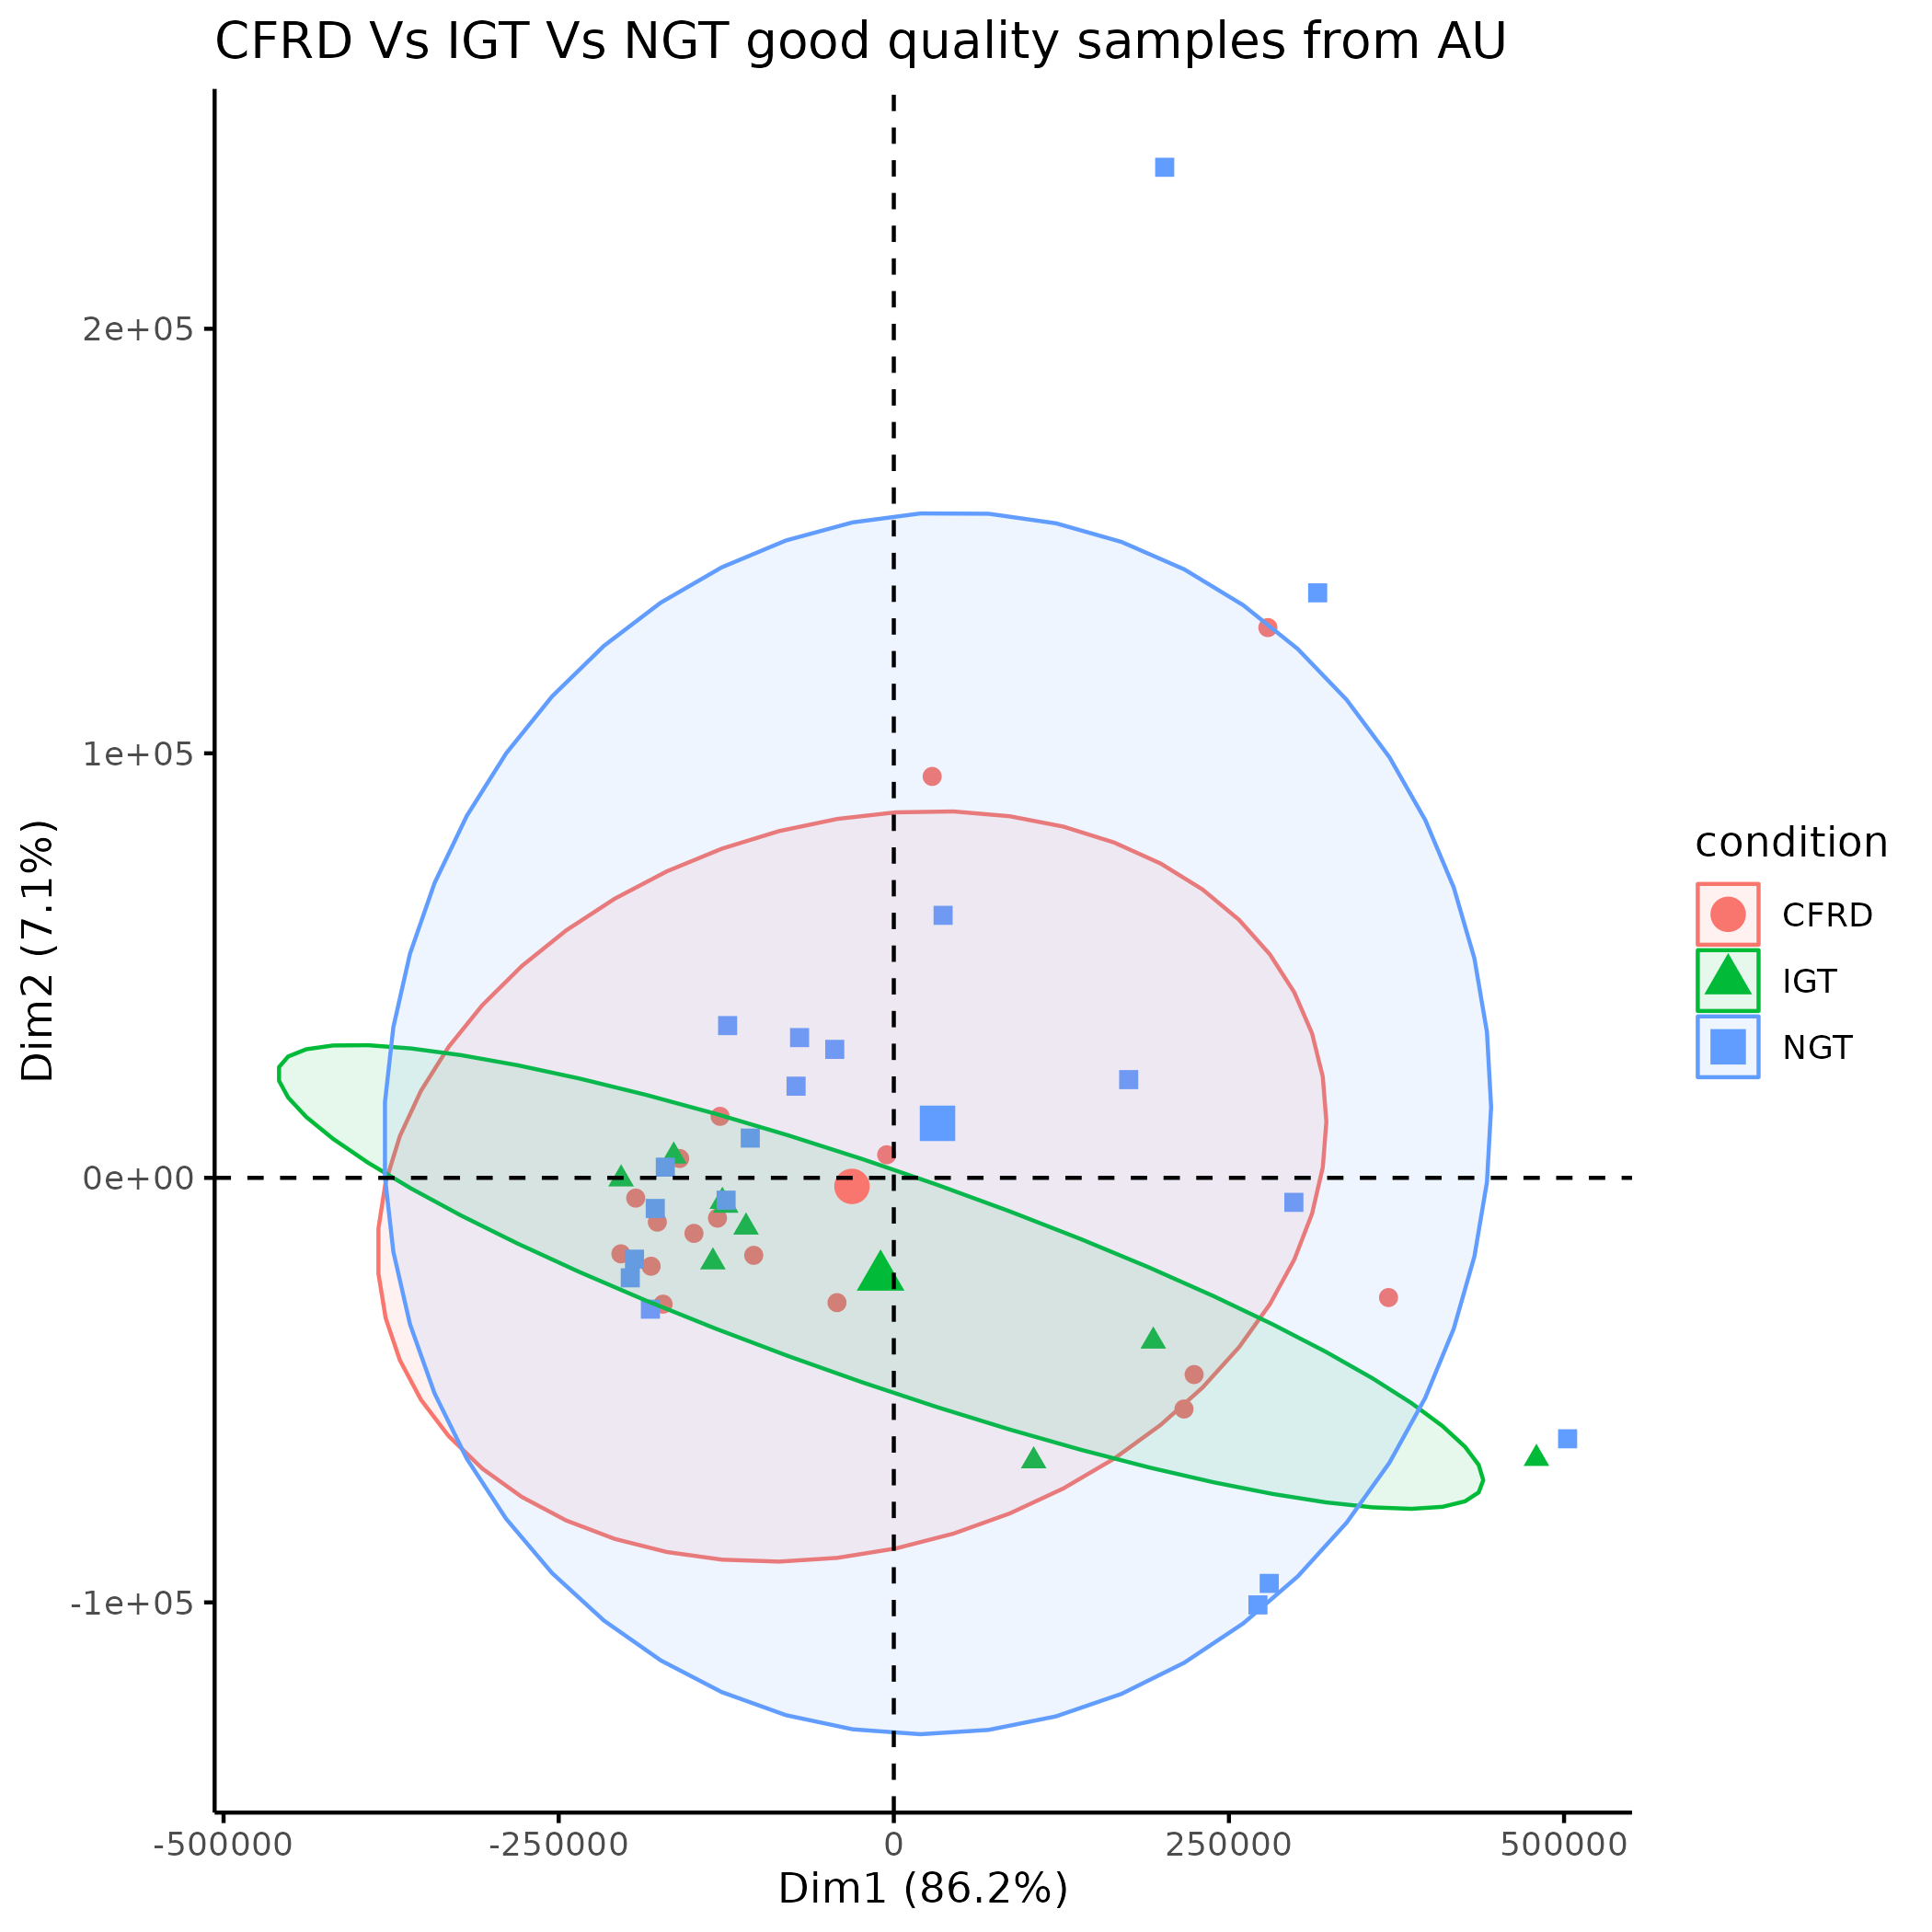 CFRD Vs IGT Vs NGT good quality samples from AU
2e+05
1e+05
0e+00
-1e+05
Dim2 (7.1%)
-500000 -250000 0 250000 500000
Dim1 (86.2%)
condition
CFRD
IGT
NGT